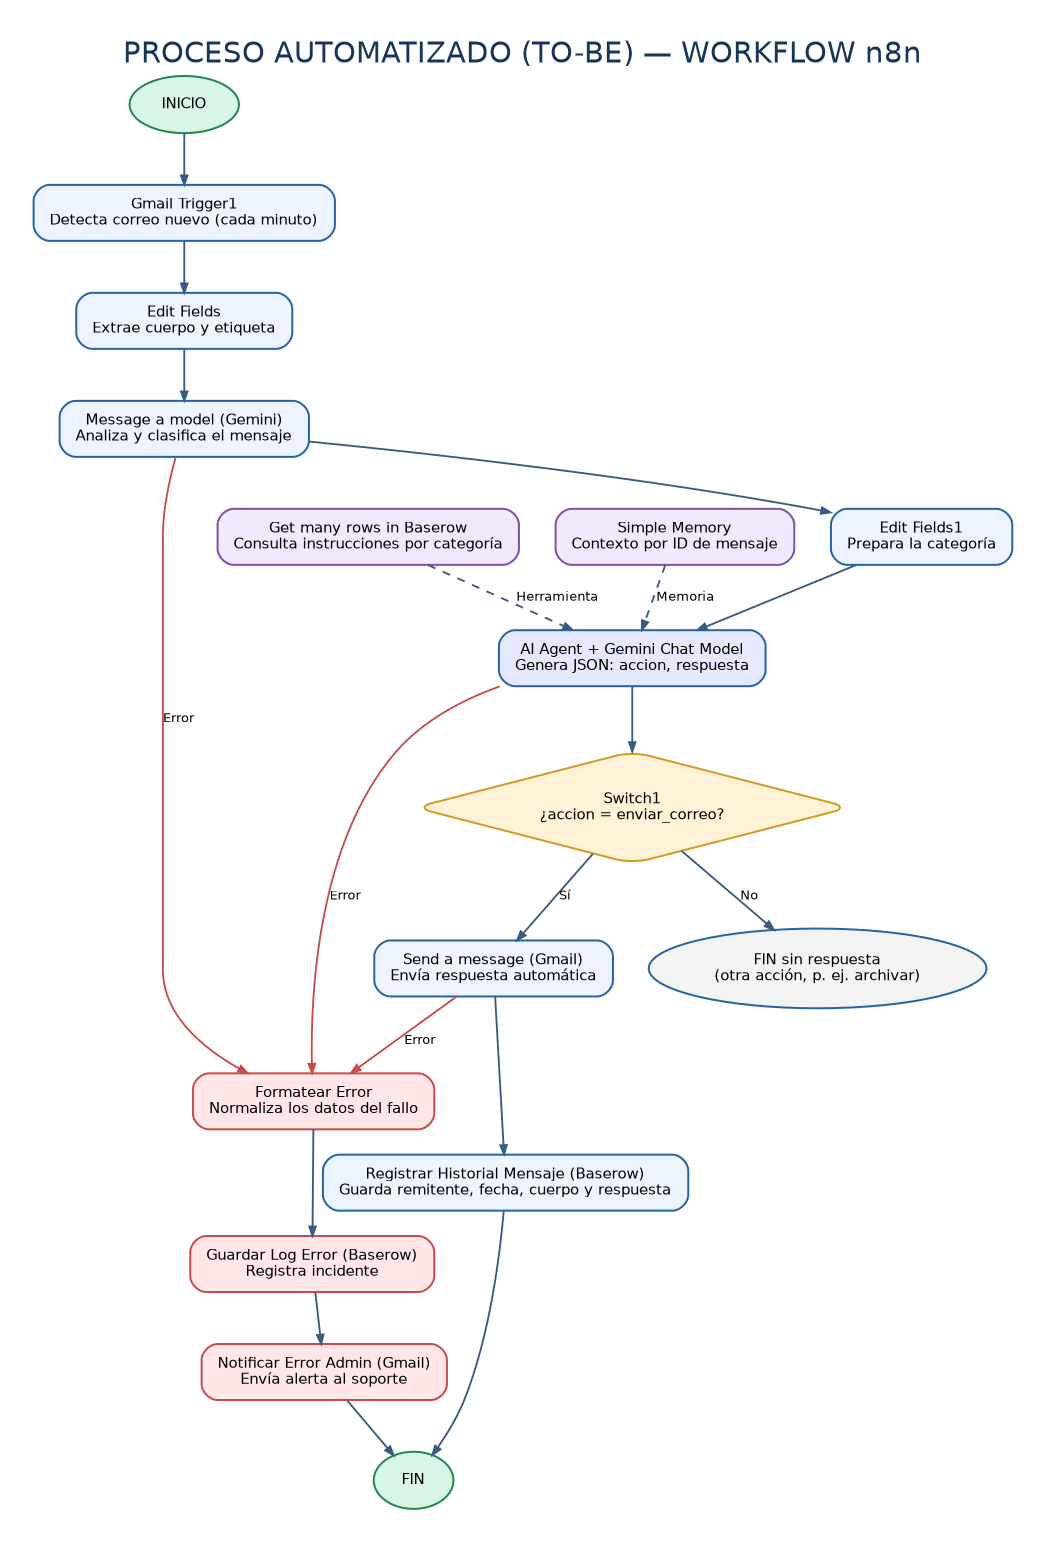 PROCESO AUTOMATIZADO (TO-BE) — WORKFLOW n8n
INICIO
Gmail Trigger1
Detecta correo nuevo (cada minuto)
Edit Fields
Extrae cuerpo y etiqueta
Message a model (Gemini)
Analiza y clasifica el mensaje
Get many rows in Baserow
Consulta instrucciones por categoría
Simple Memory
Contexto por ID de mensaje
Edit Fields1
Prepara la categoría
Herramienta
Memoria
AI Agent + Gemini Chat Model
Genera JSON: accion, respuesta
Error
Switch1
¿accion = enviar_correo?
Error
Sí
No
Send a message (Gmail)
Envía respuesta automática
FIN sin respuesta
(otra acción, p. ej. archivar)
Error
Formatear Error
Normaliza los datos del fallo
Registrar Historial Mensaje (Baserow)
Guarda remitente, fecha, cuerpo y respuesta
Guardar Log Error (Baserow)
Registra incidente
Notificar Error Admin (Gmail)
Envía alerta al soporte
FIN